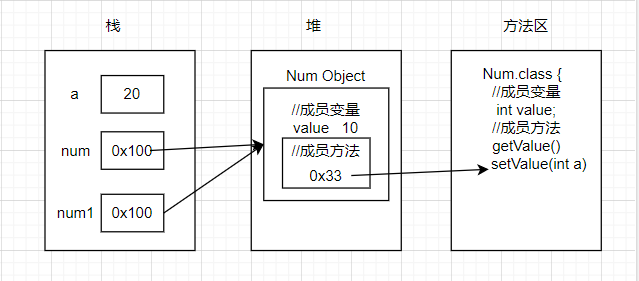 栈
a
20
num
0x100
num1
0x100
堆
Num Object
//成员变量
value 10
//成员方法
0x33
方法区
Num.class {
//成员变量
int value;
//成员方法
getValue()
setValue(int a)